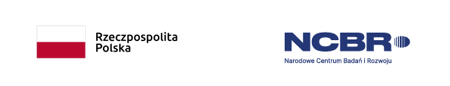 Rzeczpospolita
Polska
NCBR
Narodowe Centrum Badań i Rozwoju